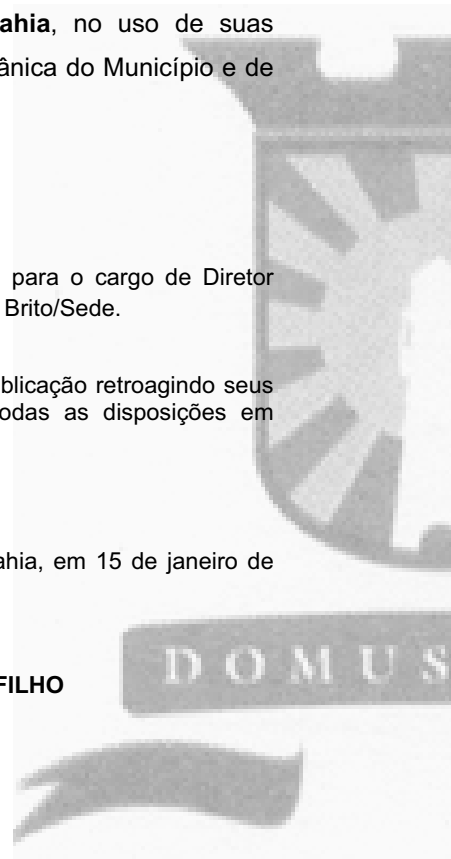 ahia, no uso de suas
ânica do Município e de
para o cargo de Diretor
Brito/Sede.
blicação retroagindo seus
odas as disposições em
ahia, em 15 de janeiro de
FILHO
DOMUS